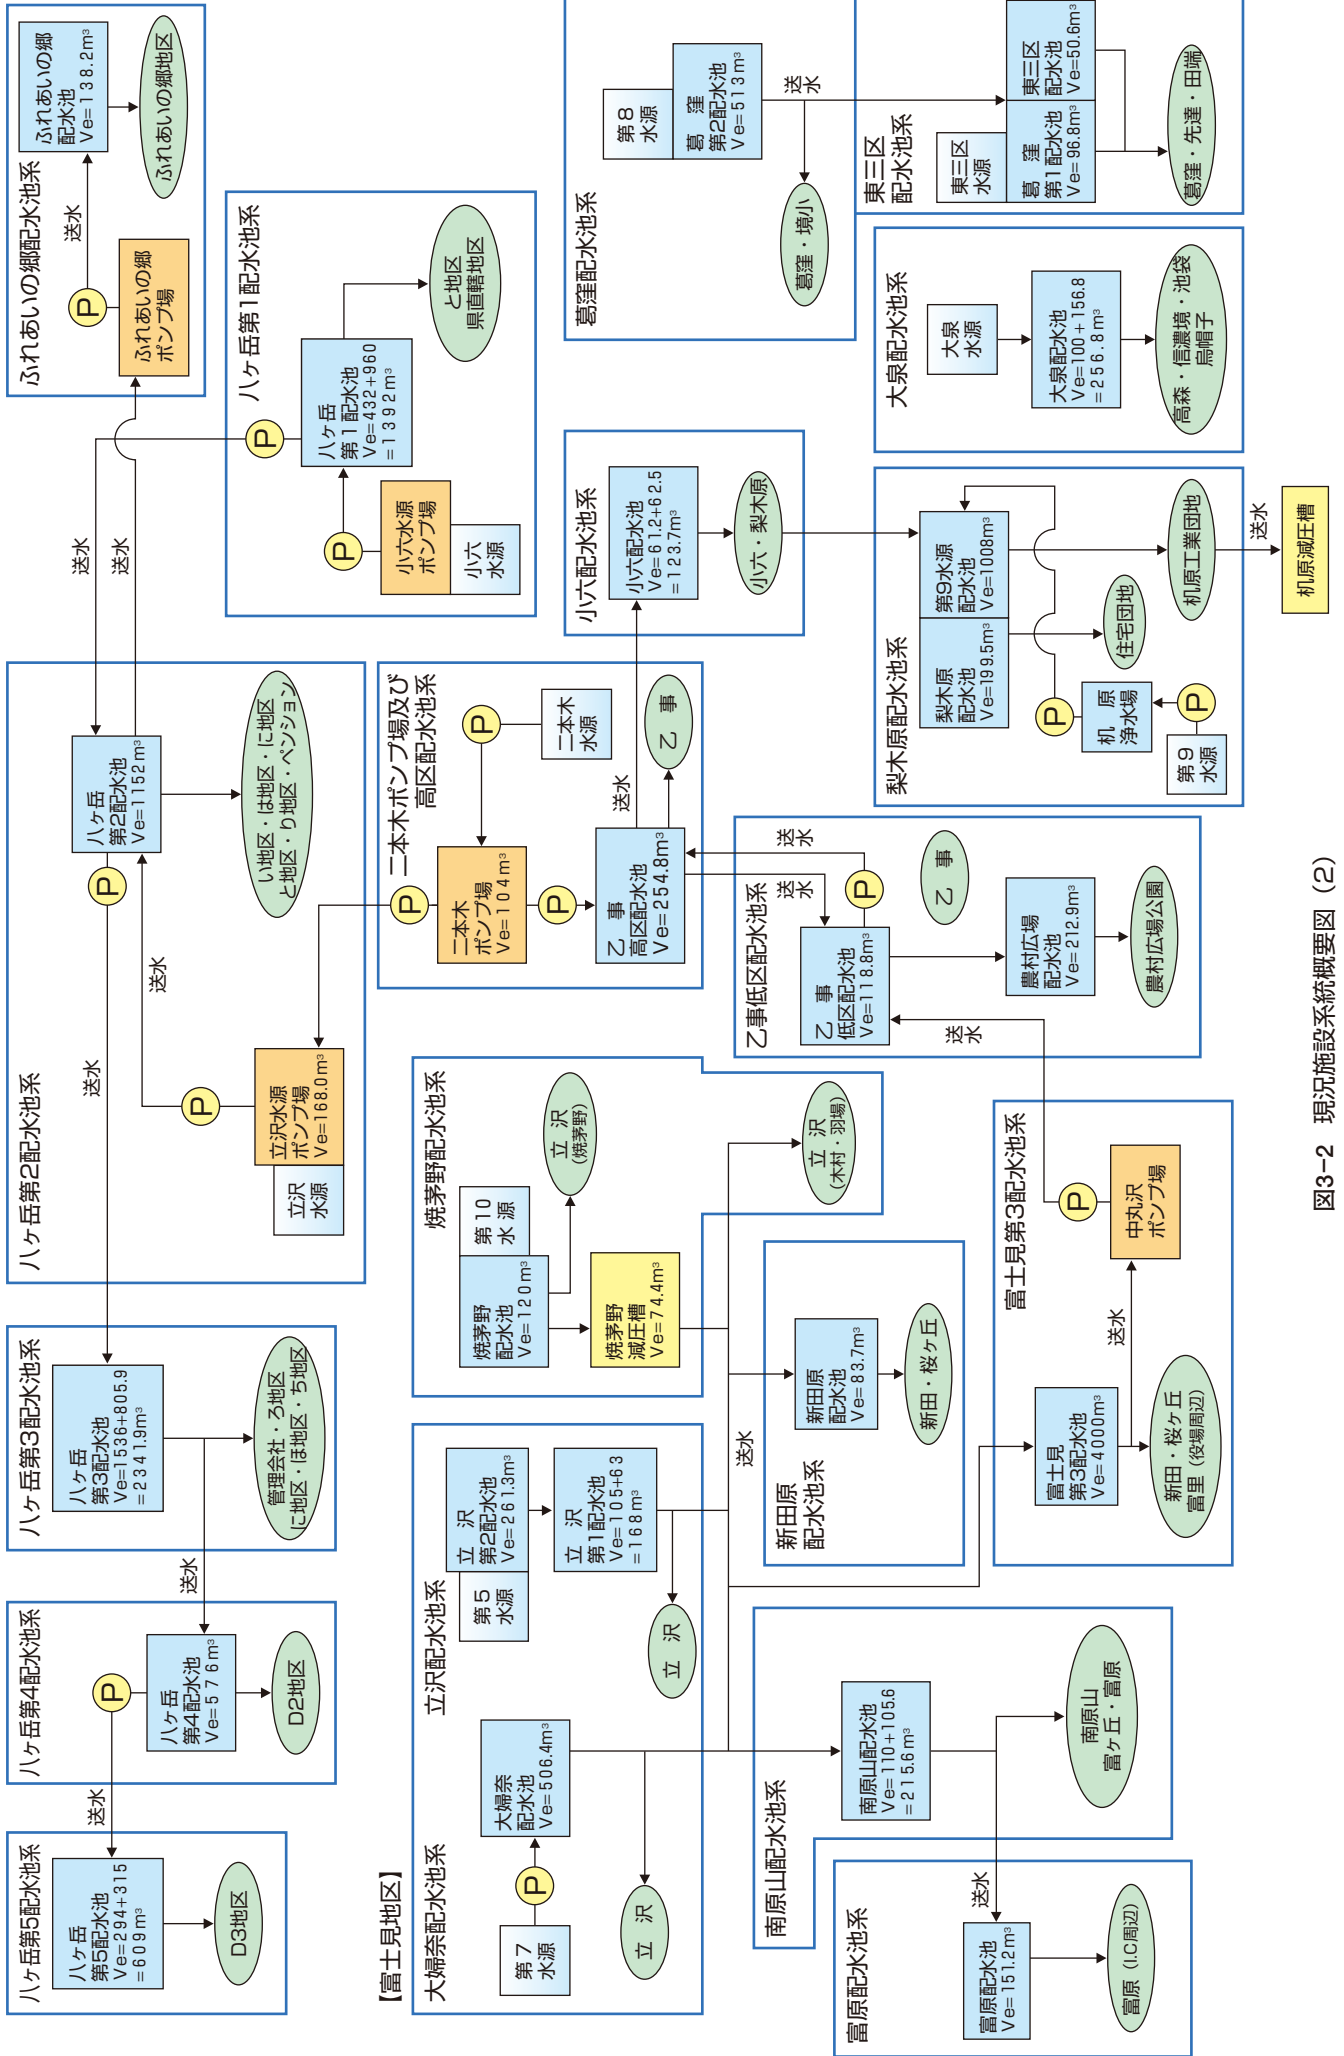 八ヶ岳第5配水池系
八ヶ岳
第5配水池
Ve=294+315
=609m³
D3地区
送水
八ヶ岳第4配水池系
P
八ヶ岳
第4配水池
Ve=576m³
D2地区
送水
八ヶ岳第3配水池系
八ヶ岳
第3配水池
Ve=1536+805.9
=2341.9m³
管理会社・ろ地区
に地区・ほ地区・ち地区
送水
八ヶ岳第2配水池系
P
八ヶ岳
第2配水池
Ve=1152m³
い地区・は地区・に地区
と地区・り地区・ペンション
送水
P
立沢水源
ポンプ場
Ve=168.0m³
立沢
水源
送水
送水
ふれあいの郷配水池系
ふれあいの郷
配水池
Ve=138.2m³
ふれあいの郷地区
送水
P
ふれあいの郷
ポンプ場
八ヶ岳第1配水池系
P
八ヶ岳
第1配水池
Ve=432+960
=1392m³
と地区
県直轄地区
P
小六水源
ポンプ場
小六
水源
【富士見地区】
大婦奈配水池系
第7
水源
P
大婦奈
配水池
Ve=506.4m³
立 沢
立沢配水池系
第5
水源
立 沢
第2配水池
Ve=261.3m³
立 沢
第1配水池
Ve=105+63
=168m³
立 沢
焼茅野配水池系
第10
水源
焼茅野
配水池
Ve=120m³
立 沢
(焼茅野)
焼茅野
減圧槽
Ve=74.4m³
立 沢
(木村・羽場)
送水
二本木ポンプ場及び
高区配水池系
P
二本木
ポンプ場
Ve=104m³
P
二本木
水源
P
乙 事
高区配水池
Ve=254.8m³
乙 事
送水
小六配水池系
小六配水池
Ve=61.2+62.5
=123.7m³
小六・梨木原
葛窪配水池系
第8
水源
葛 窪
第2配水池
Ve=513m³
送水
葛窪・境小
東三区
配水池系
東三区
水源
葛 窪
第1配水池
Ve=96.8m³
東三区
配水池
Ve=50.6m³
葛窪・先達・田端
大泉配水池系
大泉
水源
大泉配水池
Ve=100+156.8
=256.8m³
高森・信濃境・池袋
烏帽子
梨木原配水池系
梨木原
配水池
Ve=199.5m³
第9水源
配水池
Ve=1008m³
住宅団地
机原工業団地
P
机 原
浄水場
P
第9
水源
送水
机原減圧槽
乙事低区配水池系
送水
送水
P
乙 事
低区配水池
Ve=118.8m³
乙 事
農村広場
配水池
Ve=212.9m³
農村広場公園
送水
新田原
配水池系
新田原
配水池
Ve=83.7m³
新田・桜ヶ丘
富士見第3配水池系
富士見
第3配水池
Ve=4000m³
新田・桜ヶ丘
富里（役場周辺）
送水
P
中丸沢
ポンプ場
南原山配水池系
南原山配水池
Ve=110+105.6
=215.6m³
南原山
富ヶ丘・富原
富原配水池系
送水
富原配水池
Ve=151.2m³
富原（I.C周辺）
図3−2 現況施設系統概要図（2）